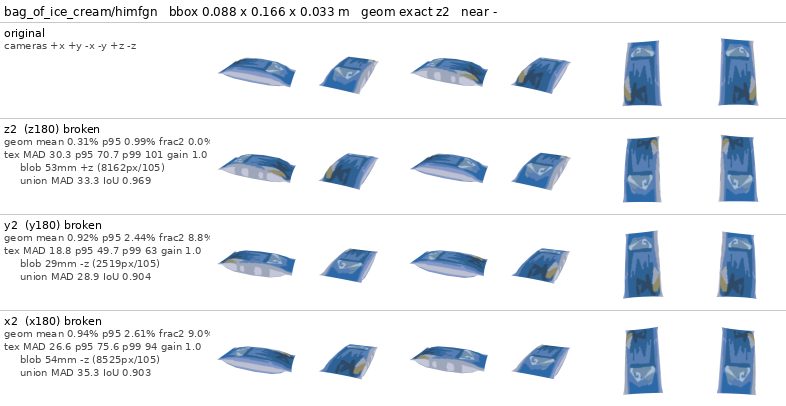 bag_of_ice_cream/himfgn   bbox 0.088 x 0.166 x 0.033 m   geom exact z2   near -
original
cameras +x +y -x -y +z -z
z2  (z180) broken
geom mean 0.31% p95 0.99% frac2 0.0%
tex MAD 30.3 p95 70.7 p99 101 gain 1.0
blob 53mm +z (8162px/105)
union MAD 33.3 IoU 0.969
y2  (y180) broken
geom mean 0.92% p95 2.44% frac2 8.8%
tex MAD 18.8 p95 49.7 p99 63 gain 1.0
blob 29mm -z (2519px/105)
union MAD 28.9 IoU 0.904
x2  (x180) broken
geom mean 0.94% p95 2.61% frac2 9.0%
tex MAD 26.6 p95 75.6 p99 94 gain 1.0
blob 54mm -z (8525px/105)
union MAD 35.3 IoU 0.903